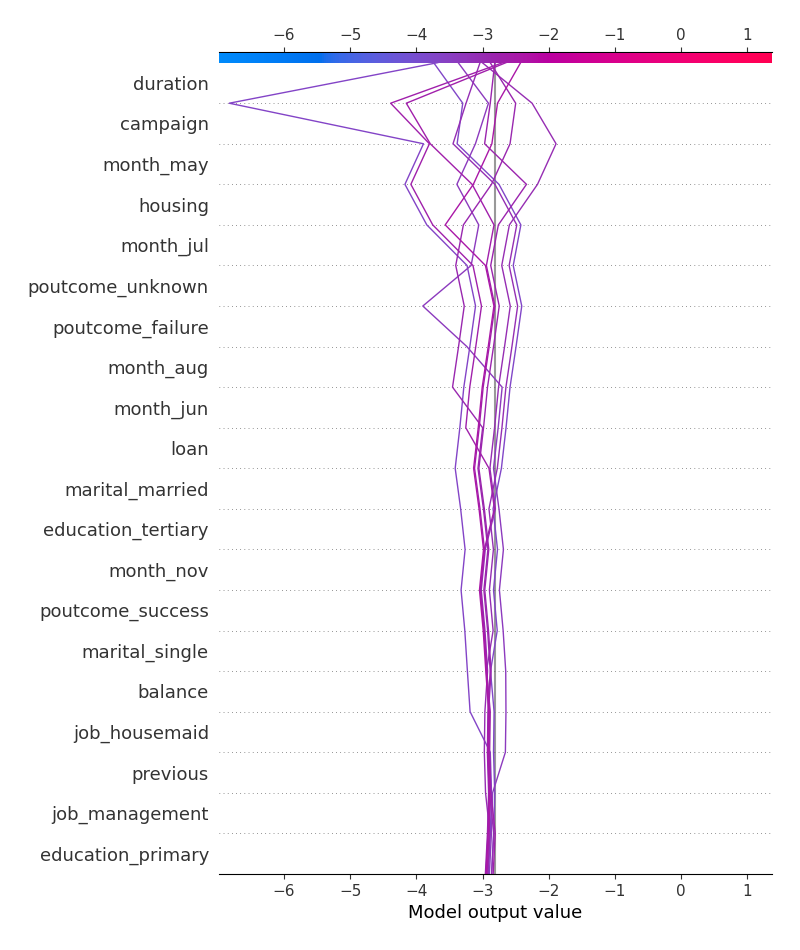 −6 −5 −4 −3 −2 −1 0 1
duration
campaign
month_may
housing
month_jul
poutcome_unknown
poutcome_failure
month_aug
month_jun
loan
marital_married
education_tertiary
month_nov
poutcome_success
marital_single
balance
job_housemaid
previous
job_management
education_primary
−6 −5 −4 −3 −2 −1 0 1
Model output value